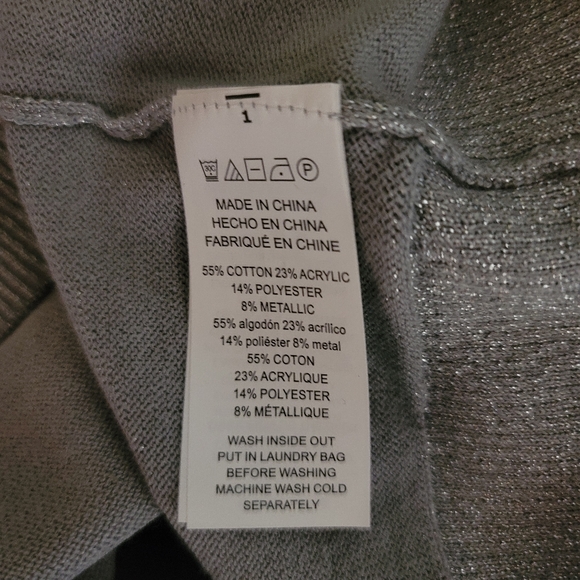 1
MADE IN CHINA
HECHO EN CHINA
FABRIQUÉ EN CHINE
55% COTTON 23% ACRYLIC
14% POLYESTER
8% METALLIC
55% algodón 23% acrílico
14% poliéster 8% metal
55% COTON
23% ACRYLIQUE
14% POLYESTER
8% MÉTALLIQUE
WASH INSIDE OUT
PUT IN LAUNDRY BAG
BEFORE WASHING
MACHINE WASH COLD
SEPARATELY